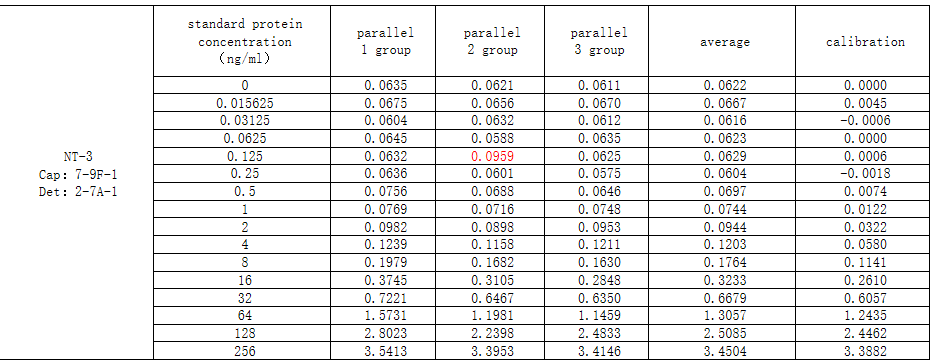 standard protein concentration (ng/ml) parallel 1 group parallel 2 group parallel 3 group average calibration
NT-3
Cap: 7-9F-1
Det: 2-7A-1
0 0.0635 0.0621 0.0611 0.0622 0.0000
0.015625 0.0675 0.0656 0.0670 0.0667 0.0045
0.03125 0.0604 0.0632 0.0612 0.0616 -0.0006
0.0625 0.0645 0.0588 0.0635 0.0623 0.0000
0.125 0.0632 0.0959 0.0625 0.0629 0.0006
0.25 0.0636 0.0601 0.0575 0.0604 -0.0018
0.5 0.0756 0.0688 0.0646 0.0697 0.0074
1 0.0769 0.0716 0.0748 0.0744 0.0122
2 0.0982 0.0898 0.0953 0.0944 0.0322
4 0.1239 0.1158 0.1211 0.1203 0.0580
8 0.1979 0.1682 0.1630 0.1764 0.1141
16 0.3745 0.3105 0.2848 0.3233 0.2610
32 0.7221 0.6467 0.6350 0.6679 0.6057
64 1.5731 1.1981 1.1459 1.3057 1.2435
128 2.8023 2.2398 2.4833 2.5085 2.4462
256 3.5413 3.3953 3.4146 3.4504 3.3882